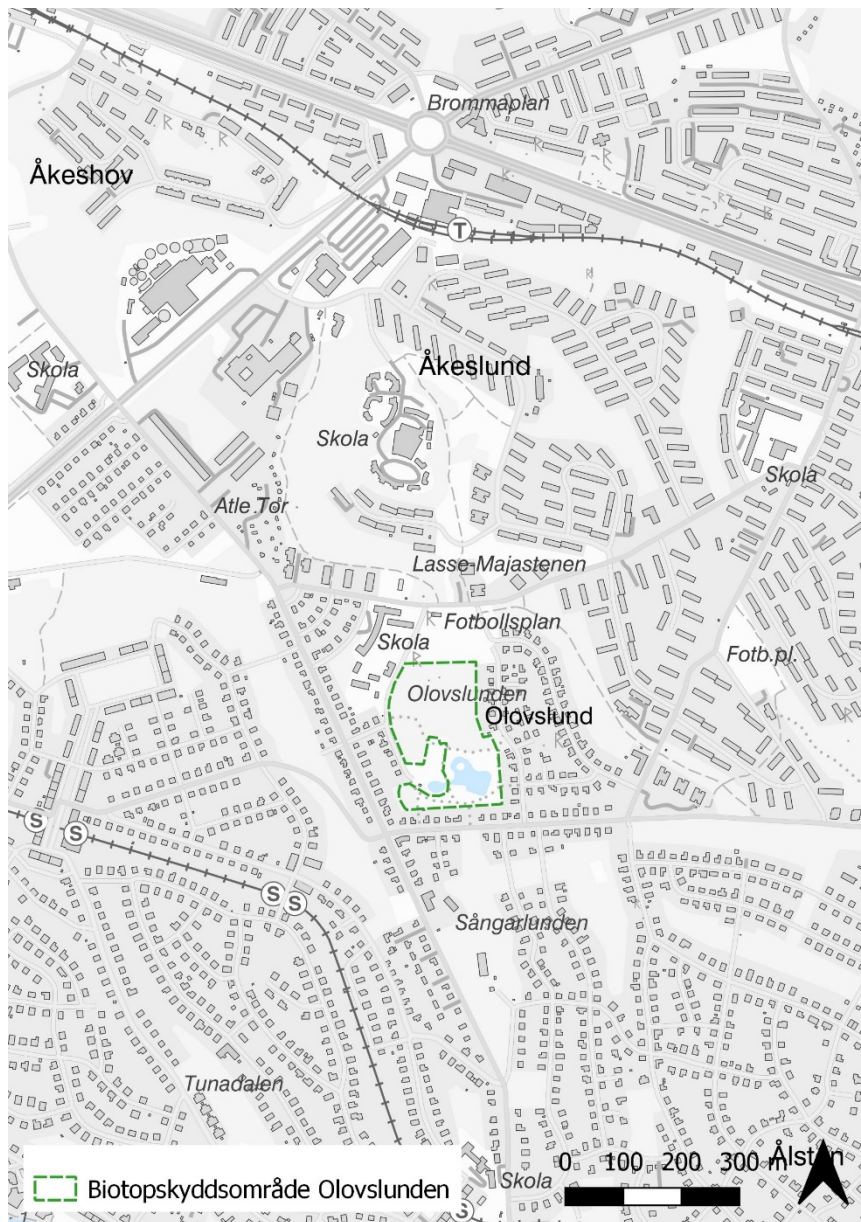 Brommaplan
Åkeshov
T
Åkeslund
Skola
Skola
Skola
Atle Tor
Lasse-Majastenen
Fotbollsplan
Skola
Fotb.pl.
Olovslunden
Olovslund
S
S
S
S
Sångarlunden
Tunadalen
Ålsten
Skola
0 100 200 300 m
Biotopskyddsområde Olovslunden
S